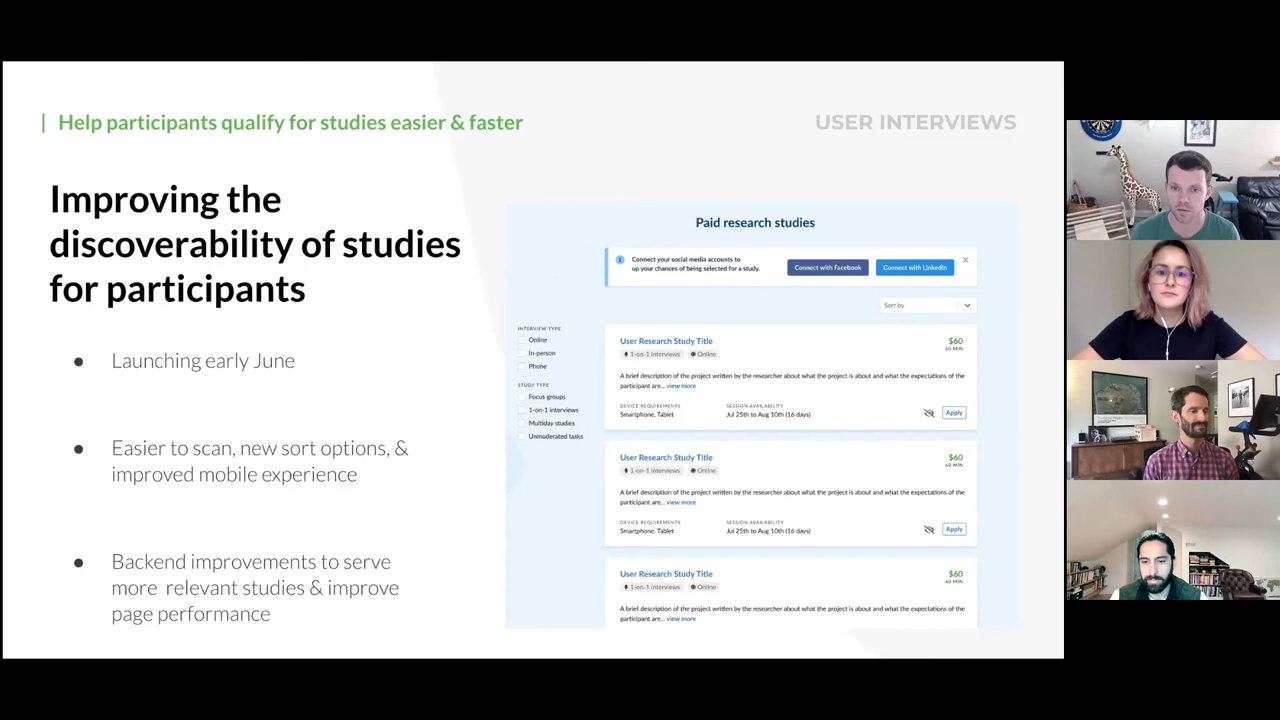 Help participants qualify for studies easier & faster
USER INTERVIEWS
Improving the
discoverability of studies
for participants
● Launching early June
● Easier to scan, new sort options, &
improved mobile experience
● Backend improvements to serve
more relevant studies & improve
page performance
Paid research studies
Connect your social media accounts to
up your chances of being selected for a study.
Connect with Facebook
Connect with LinkedIn
Sort by
INTERVIEW TYPE
Online
In-person
Phone
STUDY TYPE
Focus groups
1-on-1 interviews
Multiday studies
Unmoderated tasks
User Research Study Title
$60
60 MIN
1-on-1 interviews Online
A brief description of the project written by the researcher about what the project is about and what the expectations of the
participant are... view more
DEVICE REQUIREMENTS
Smartphone, Tablet
SESSION AVAILABILITY
Jul 25th to Aug 10th (16 days)
Apply
User Research Study Title
$60
60 MIN
1-on-1 interviews Online
A brief description of the project written by the researcher about what the project is about and what the expectations of the
participant are... view more
DEVICE REQUIREMENTS
Smartphone, Tablet
SESSION AVAILABILITY
Jul 25th to Aug 10th (16 days)
Apply
User Research Study Title
$60
60 MIN
1-on-1 interviews Online
A brief description of the project written by the researcher about what the project is about and what the expectations of the
participant are... view more